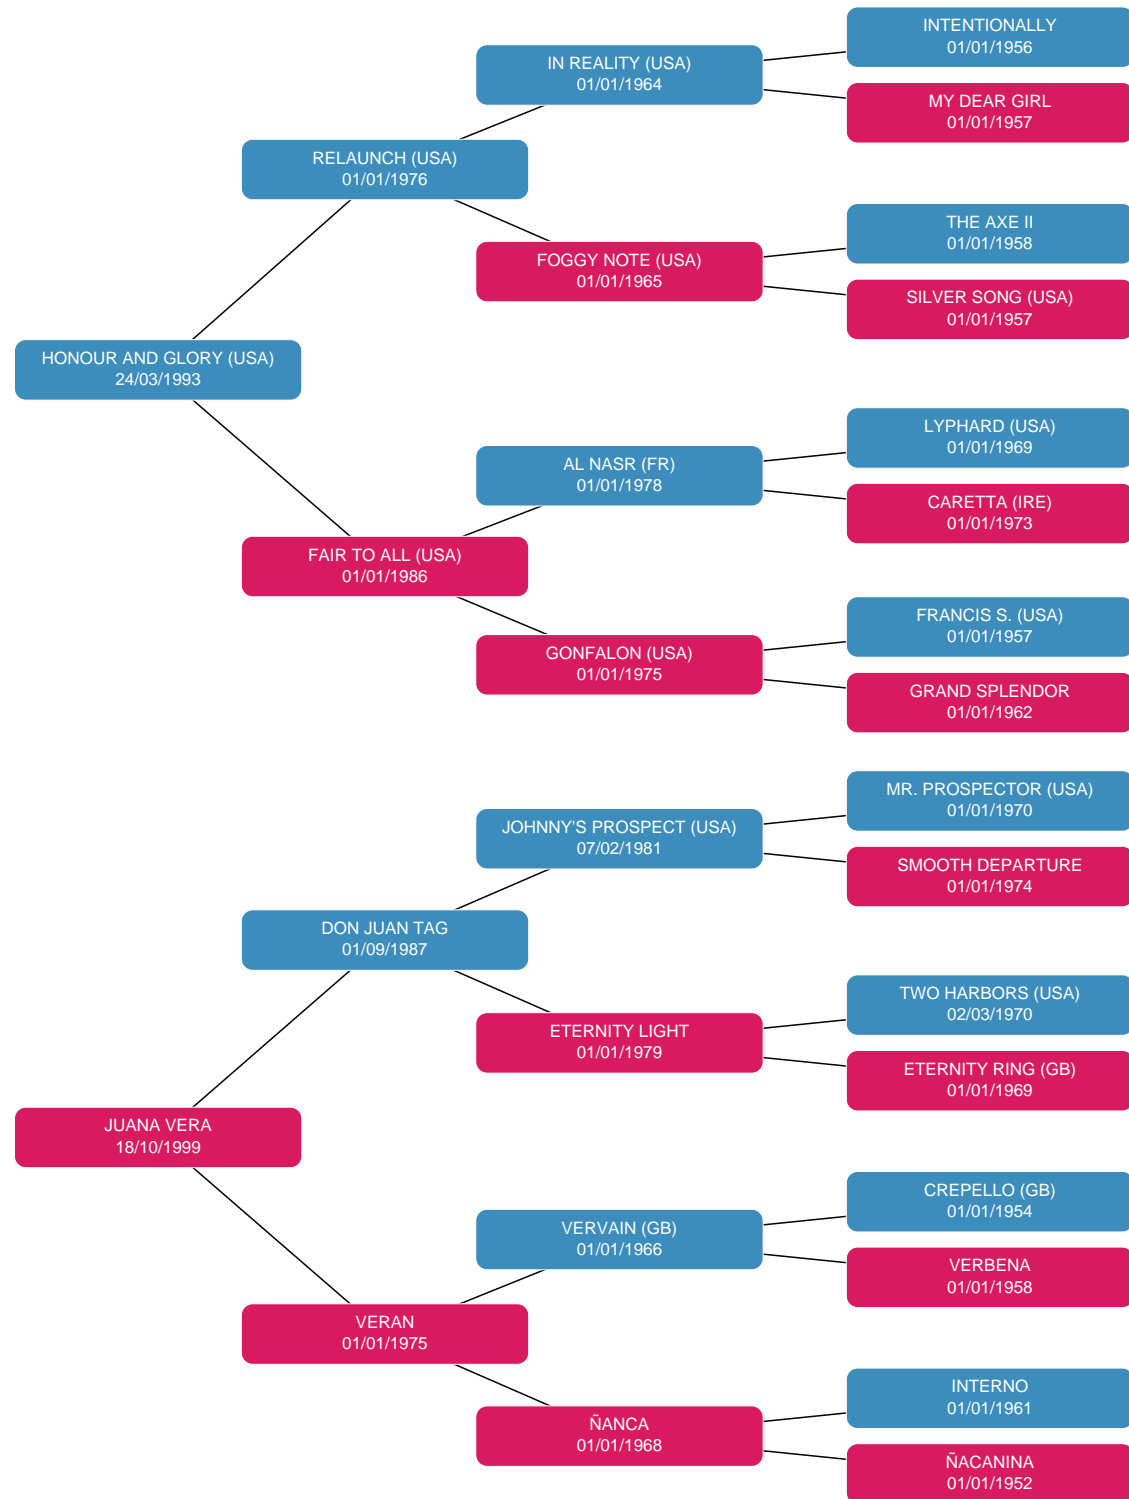 INTENTIONALLY
01/01/1956
IN REALITY (USA)
01/01/1964
MY DEAR GIRL
01/01/1957
RELAUNCH (USA)
01/01/1976
THE AXE II
01/01/1958
FOGGY NOTE (USA)
01/01/1965
SILVER SONG (USA)
01/01/1957
HONOUR AND GLORY (USA)
24/03/1993
LYPHARD (USA)
01/01/1969
AL NASR (FR)
01/01/1978
CARETTA (IRE)
01/01/1973
FAIR TO ALL (USA)
01/01/1986
FRANCIS S. (USA)
01/01/1957
GONFALON (USA)
01/01/1975
GRAND SPLENDOR
01/01/1962
MR. PROSPECTOR (USA)
01/01/1970
JOHNNY'S PROSPECT (USA)
07/02/1981
SMOOTH DEPARTURE
01/01/1974
DON JUAN TAG
01/09/1987
TWO HARBORS (USA)
02/03/1970
ETERNITY LIGHT
01/01/1979
ETERNITY RING (GB)
01/01/1969
JUANA VERA
18/10/1999
CREPELLO (GB)
01/01/1954
VERVAIN (GB)
01/01/1966
VERBENA
01/01/1958
VERAN
01/01/1975
INTERNO
01/01/1961
ÑANCA
01/01/1968
ÑACANINA
01/01/1952